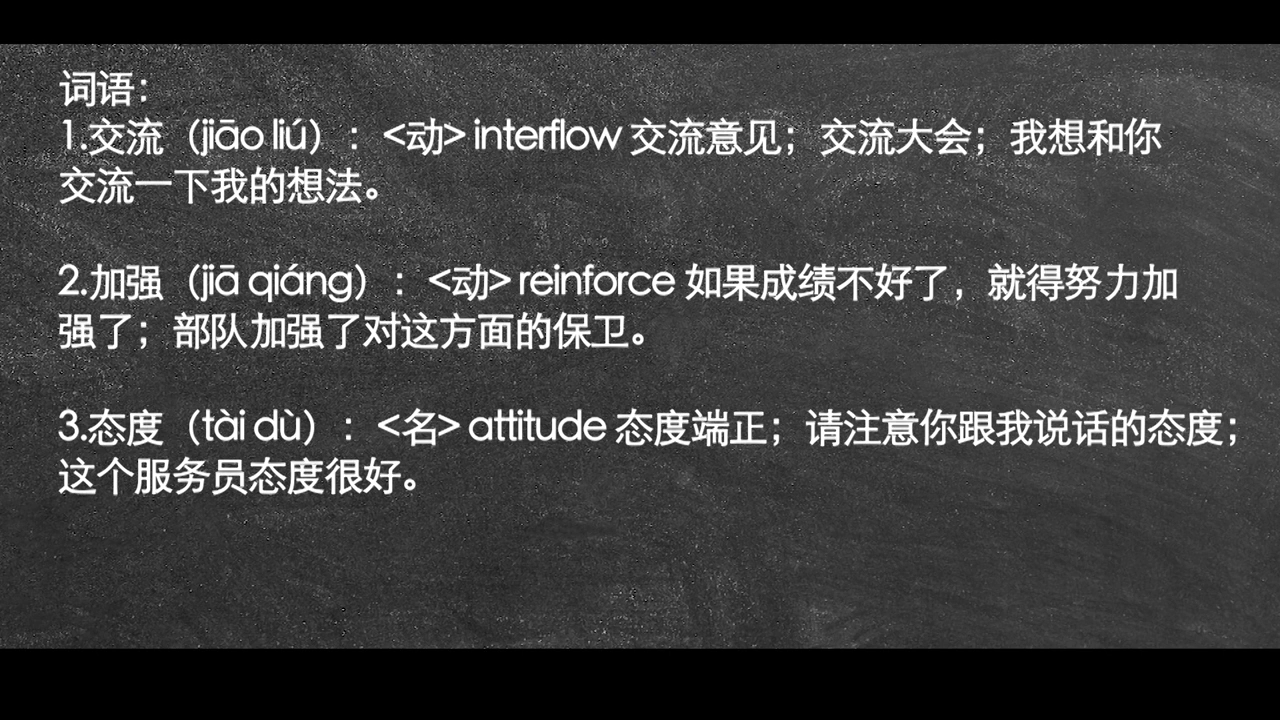 词语：
1.交流（jiāo liú）：<动> interflow 交流意见；交流大会；我想和你
交流一下我的想法。
2.加强（jiā qiáng）：<动> reinforce 如果成绩不好了，就得努力加
强了；部队加强了对这方面的保卫。
3.态度（tài dù）：<名> attitude 态度端正；请注意你跟我说话的态度；
这个服务员态度很好。